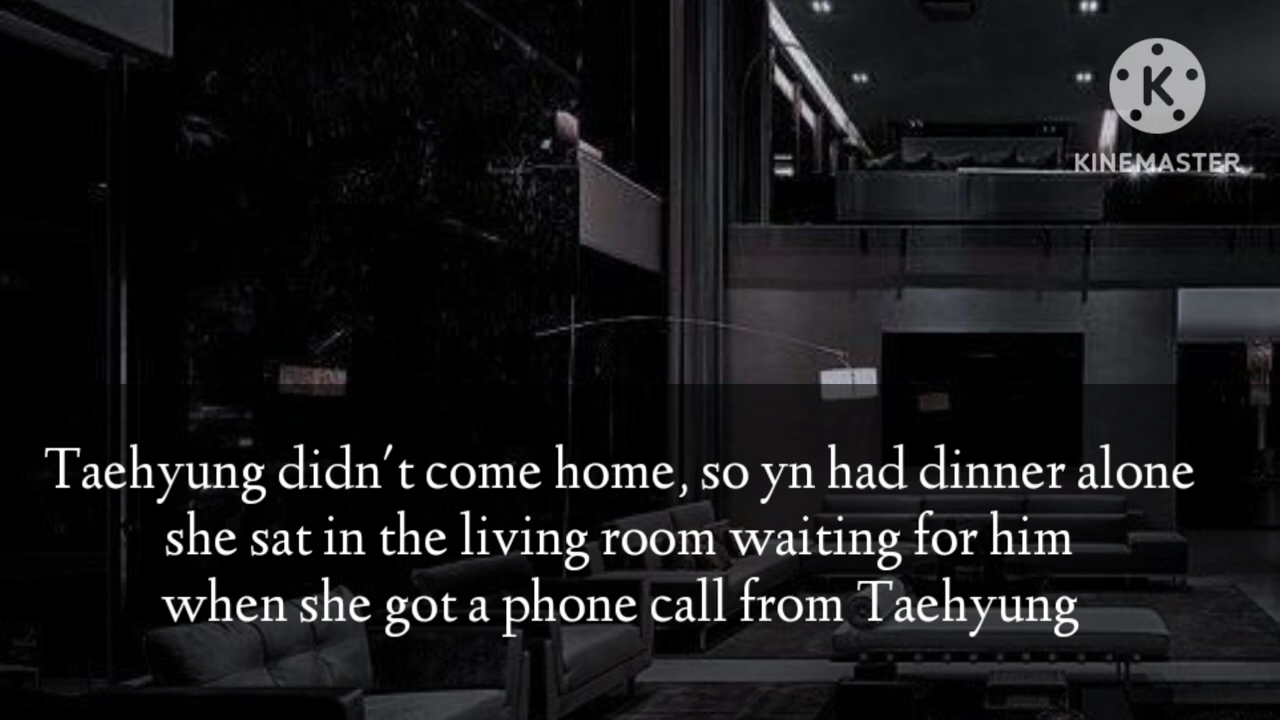 K
KINEMASTER
Taehyung didn't come home, so yn had dinner alone
she sat in the living room waiting for him
when she got a phone call from Taehyung